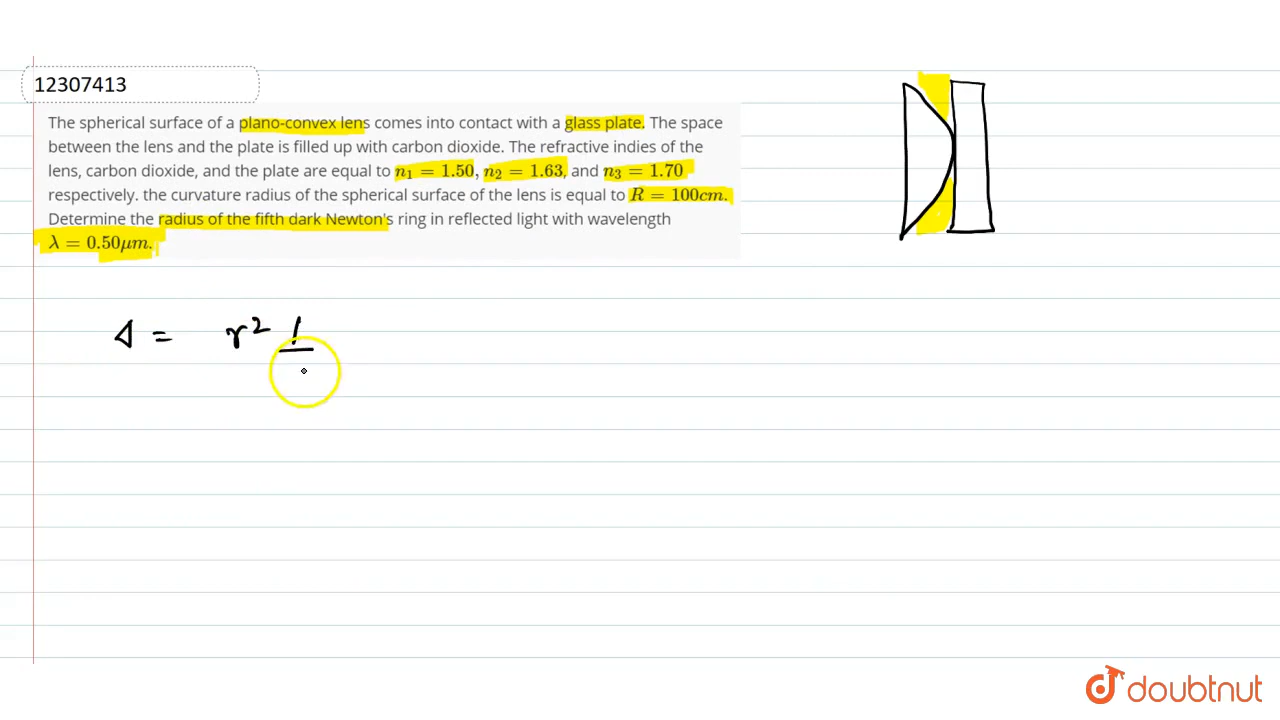 12307413
The spherical surface of a plano-convex lens comes into contact with a glass plate. The space
between the lens and the plate is filled up with carbon dioxide. The refractive indies of the
lens, carbon dioxide, and the plate are equal to n₁ = 1.50, n₂ = 1.63, and n₃ = 1.70
respectively. the curvature radius of the spherical surface of the lens is equal to R = 100cm.
Determine the radius of the fifth dark Newton's ring in reflected light with wavelength
λ = 0.50μm.
Δ = r² 1
doubtnut